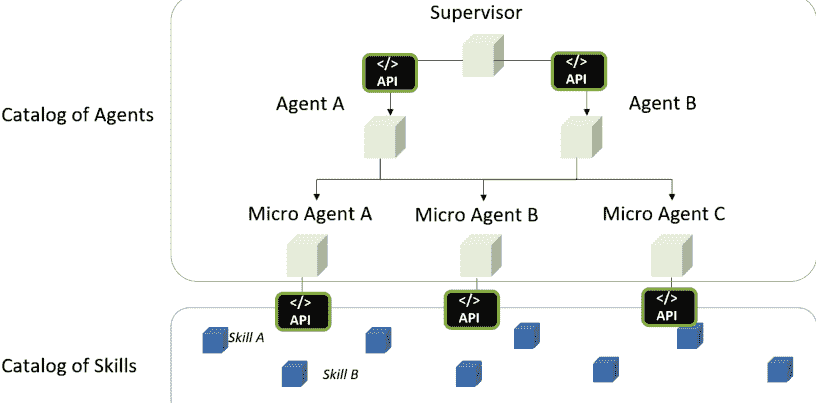 Supervisor
</>
API
</>
API
Agent A
Agent B
Catalog of Agents
Micro Agent A
Micro Agent B
Micro Agent C
</>
API
</>
API
</>
API
Skill A
Catalog of Skills
Skill B